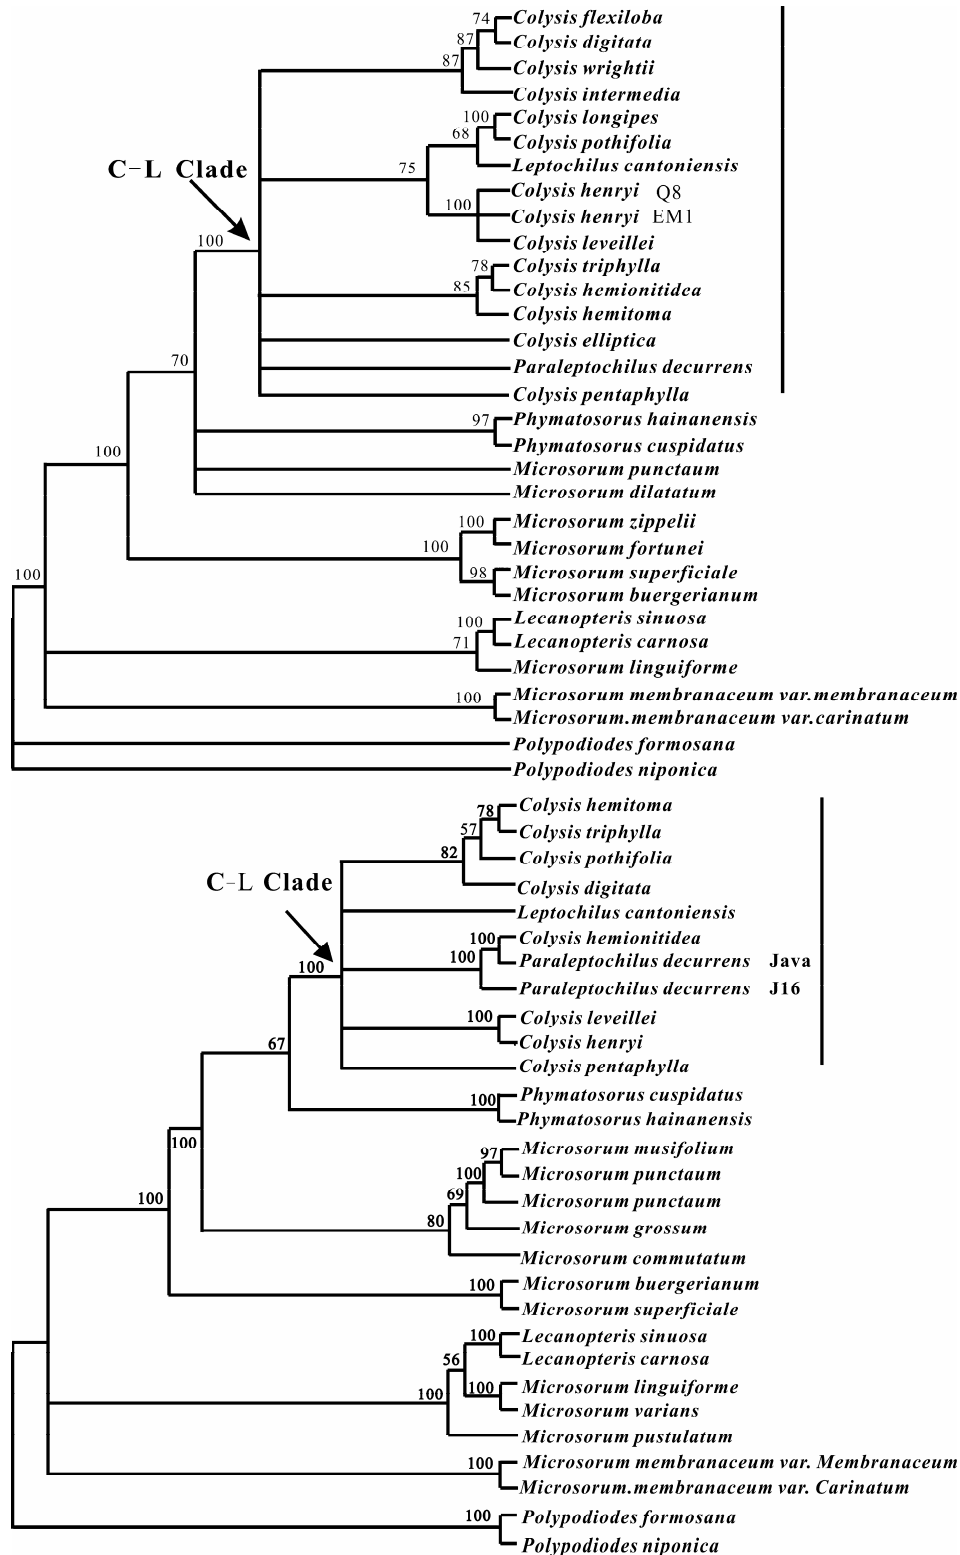 74
Colysis flexiloba
87
Colysis digitata
87
Colysis wrightii
Colysis intermedia
100
Colysis longipes
68
Colysis pothifolia
C-L Clade
75
Leptochilus cantoniensis
100
Colysis henryi Q8
Colysis henryi EM1
100
Colysis leveillei
78
Colysis triphylla
85
Colysis hemionitidea
Colysis hemitoma
Colysis elliptica
70
Paraleptochilus decurrens
Colysis pentaphylla
97
Phymatosorus hainanensis
100
Phymatosorus cuspidatus
Microsorum punctaum
Microsorum dilatatum
100
Microsorum zippelii
100
Microsorum fortunei
100
98
Microsorum superficiale
Microsorum buergerianum
100
Lecanopteris sinuosa
71
Lecanopteris carnosa
Microsorum linguiforme
100
Microsorum membranaceum var.membranaceum
Microsorum.membranaceum var.carinatum
Polypodiodes formosana
Polypodiodes niponica
78
Colysis hemitoma
57
Colysis triphylla
82
Colysis pothifolia
C-L Clade
Colysis digitata
Leptochilus cantoniensis
100
Colysis hemionitidea
100
100
Paraleptochilus decurrens Java
Paraleptochilus decurrens J16
100
Colysis leveillei
67
Colysis henryi
Colysis pentaphylla
100
Phymatosorus cuspidatus
Phymatosorus hainanensis
100
97
Microsorum musifolium
100
Microsorum punctaum
100
69
Microsorum punctaum
80
Microsorum grossum
Microsorum commutatum
100
Microsorum buergerianum
Microsorum superficiale
100
Lecanopteris sinuosa
56
Lecanopteris carnosa
100
100
Microsorum linguiforme
Microsorum varians
Microsorum pustulatum
100
Microsorum membranaceum var. Membranaceum
Microsorum.membranaceum var. Carinatum
100
Polypodiodes formosana
Polypodiodes niponica